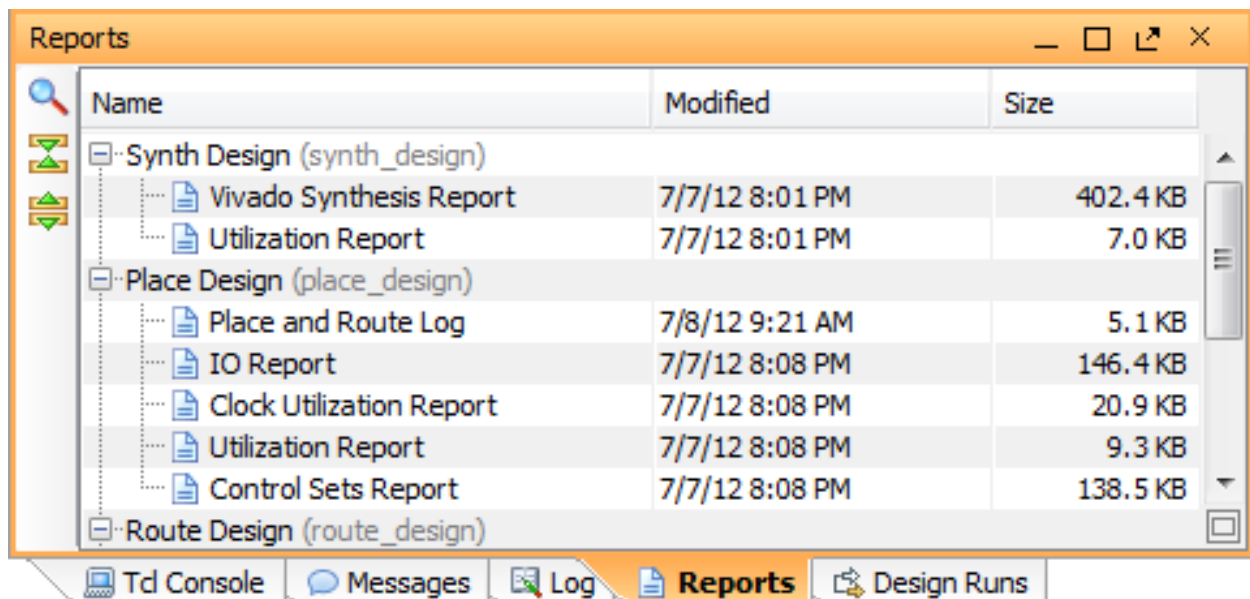 Reports
Name Modified Size
Synth Design (synth_design)
Vivado Synthesis Report 7/7/12 8:01 PM 402.4 KB
Utilization Report 7/7/12 8:01 PM 7.0 KB
Place Design (place_design)
Place and Route Log 7/8/12 9:21 AM 5.1 KB
IO Report 7/7/12 8:08 PM 146.4 KB
Clock Utilization Report 7/7/12 8:08 PM 20.9 KB
Utilization Report 7/7/12 8:08 PM 9.3 KB
Control Sets Report 7/7/12 8:08 PM 138.5 KB
Route Design (route_design)
Tcl Console Messages Log Reports Design Runs